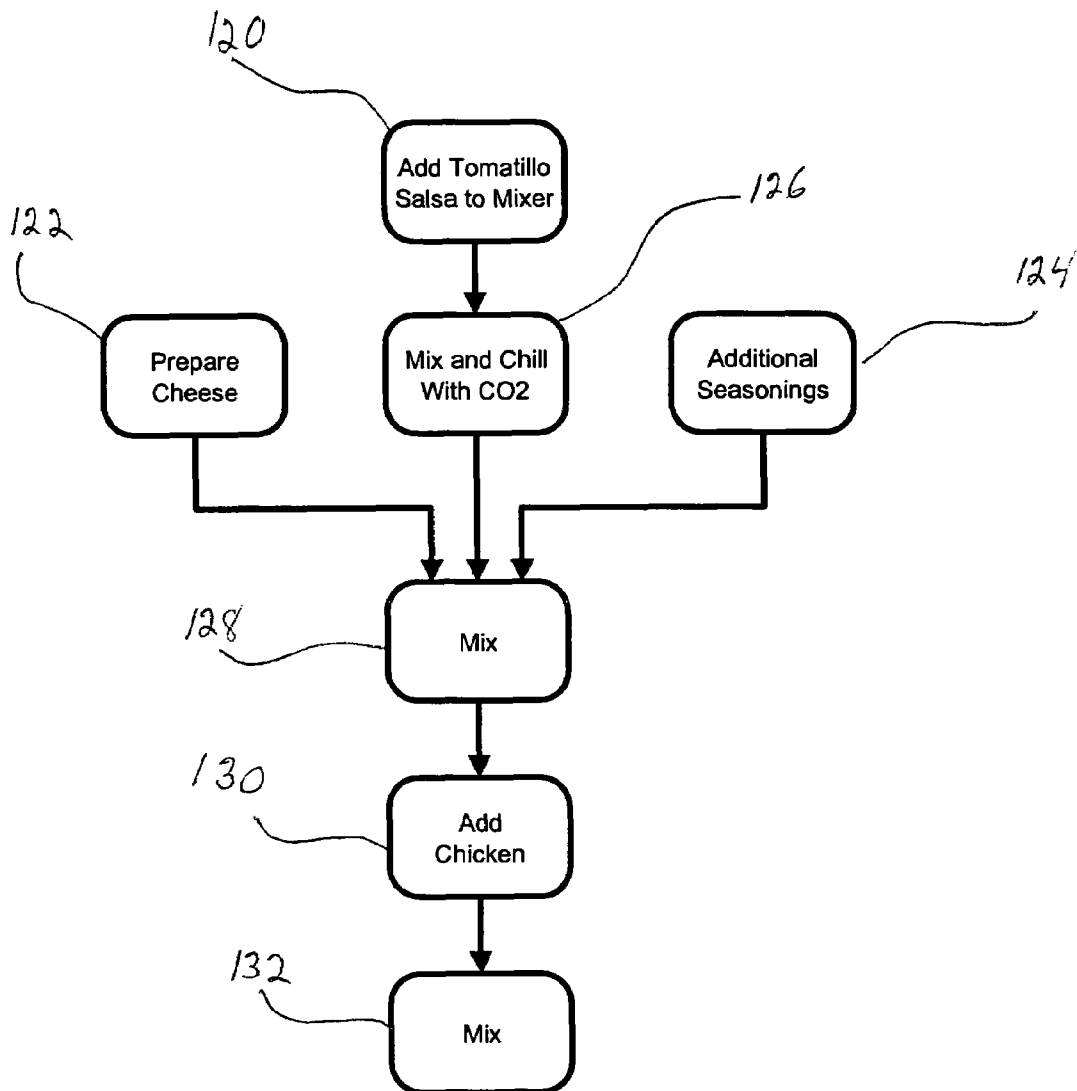 120
Add Tomatillo
Salsa to Mixer
126
122
124
Prepare
Cheese
Mix and Chill
With CO2
Additional
Seasonings
128
Mix
130
Add
Chicken
132
Mix